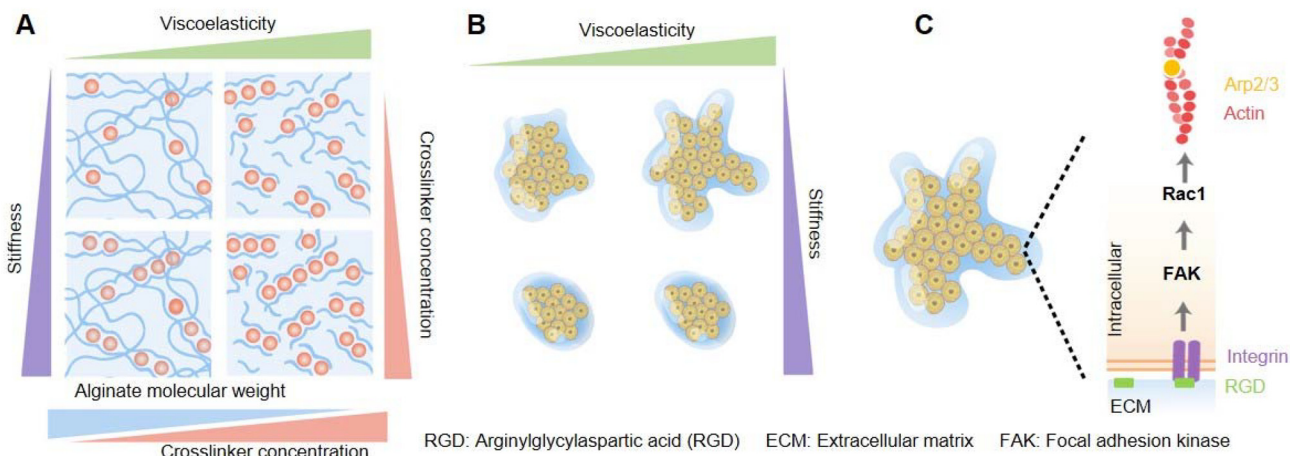 A
Viscoelasticity
Stiffness
Crosslinker concentration
Alginate molecular weight
Crosslinker concentration
B
Viscoelasticity
Stiffness
C
Arp2/3
Actin
Rac1
FAK
Intracellular
Integrin
RGD
ECM
RGD: Arginylglycylaspartic acid (RGD) ECM: Extracellular matrix FAK: Focal adhesion kinase